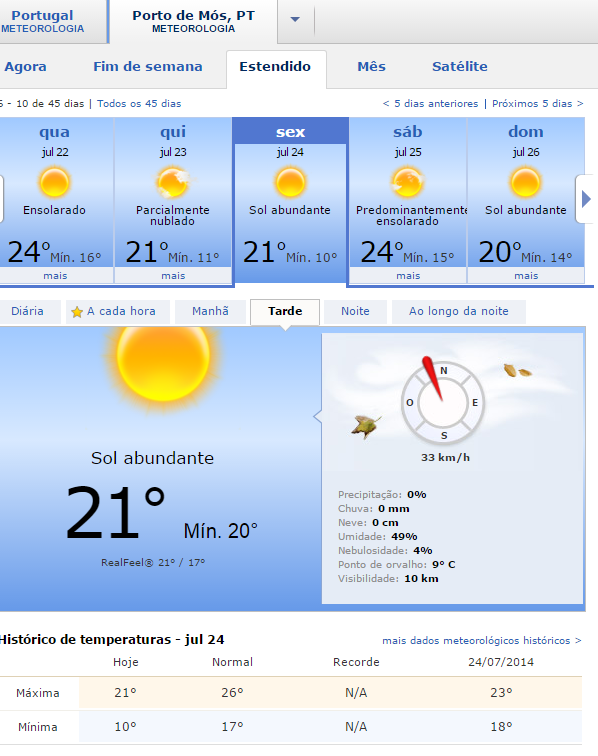 Portugal
METEOROLOGIA
Porto de Mós, PT
METEOROLOGIA
Agora
Fim de semana
Estendido
Mês
Satélite
- 10 de 45 dias | Todos os 45 dias
< 5 dias anteriores | Próximos 5 dias >
qua
jul 22
Ensolarado
24° Mín. 16°
mais
qui
jul 23
Parcialmente
nublado
21° Mín. 11°
mais
sex
jul 24
Sol abundante
21° Mín. 10°
sáb
jul 25
Predominantemente
ensolarado
24° Mín. 15°
mais
dom
jul 26
Sol abundante
20° Mín. 14°
mais
Diária
A cada hora
Manhã
Tarde
Noite
Ao longo da noite
Sol abundante
21° Mín. 20°
RealFeel® 21° / 17°
N
O E
S
33 km/h
Precipitação: 0%
Chuva: 0 mm
Neve: 0 cm
Umidade: 49%
Nebulosidade: 4%
Ponto de orvalho: 9° C
Visibilidade: 10 km
Histórico de temperaturas - jul 24
mais dados meteorológicos históricos >
Hoje Normal Recorde 24/07/2014
Máxima 21° 26° N/A 23°
Mínima 10° 17° N/A 18°